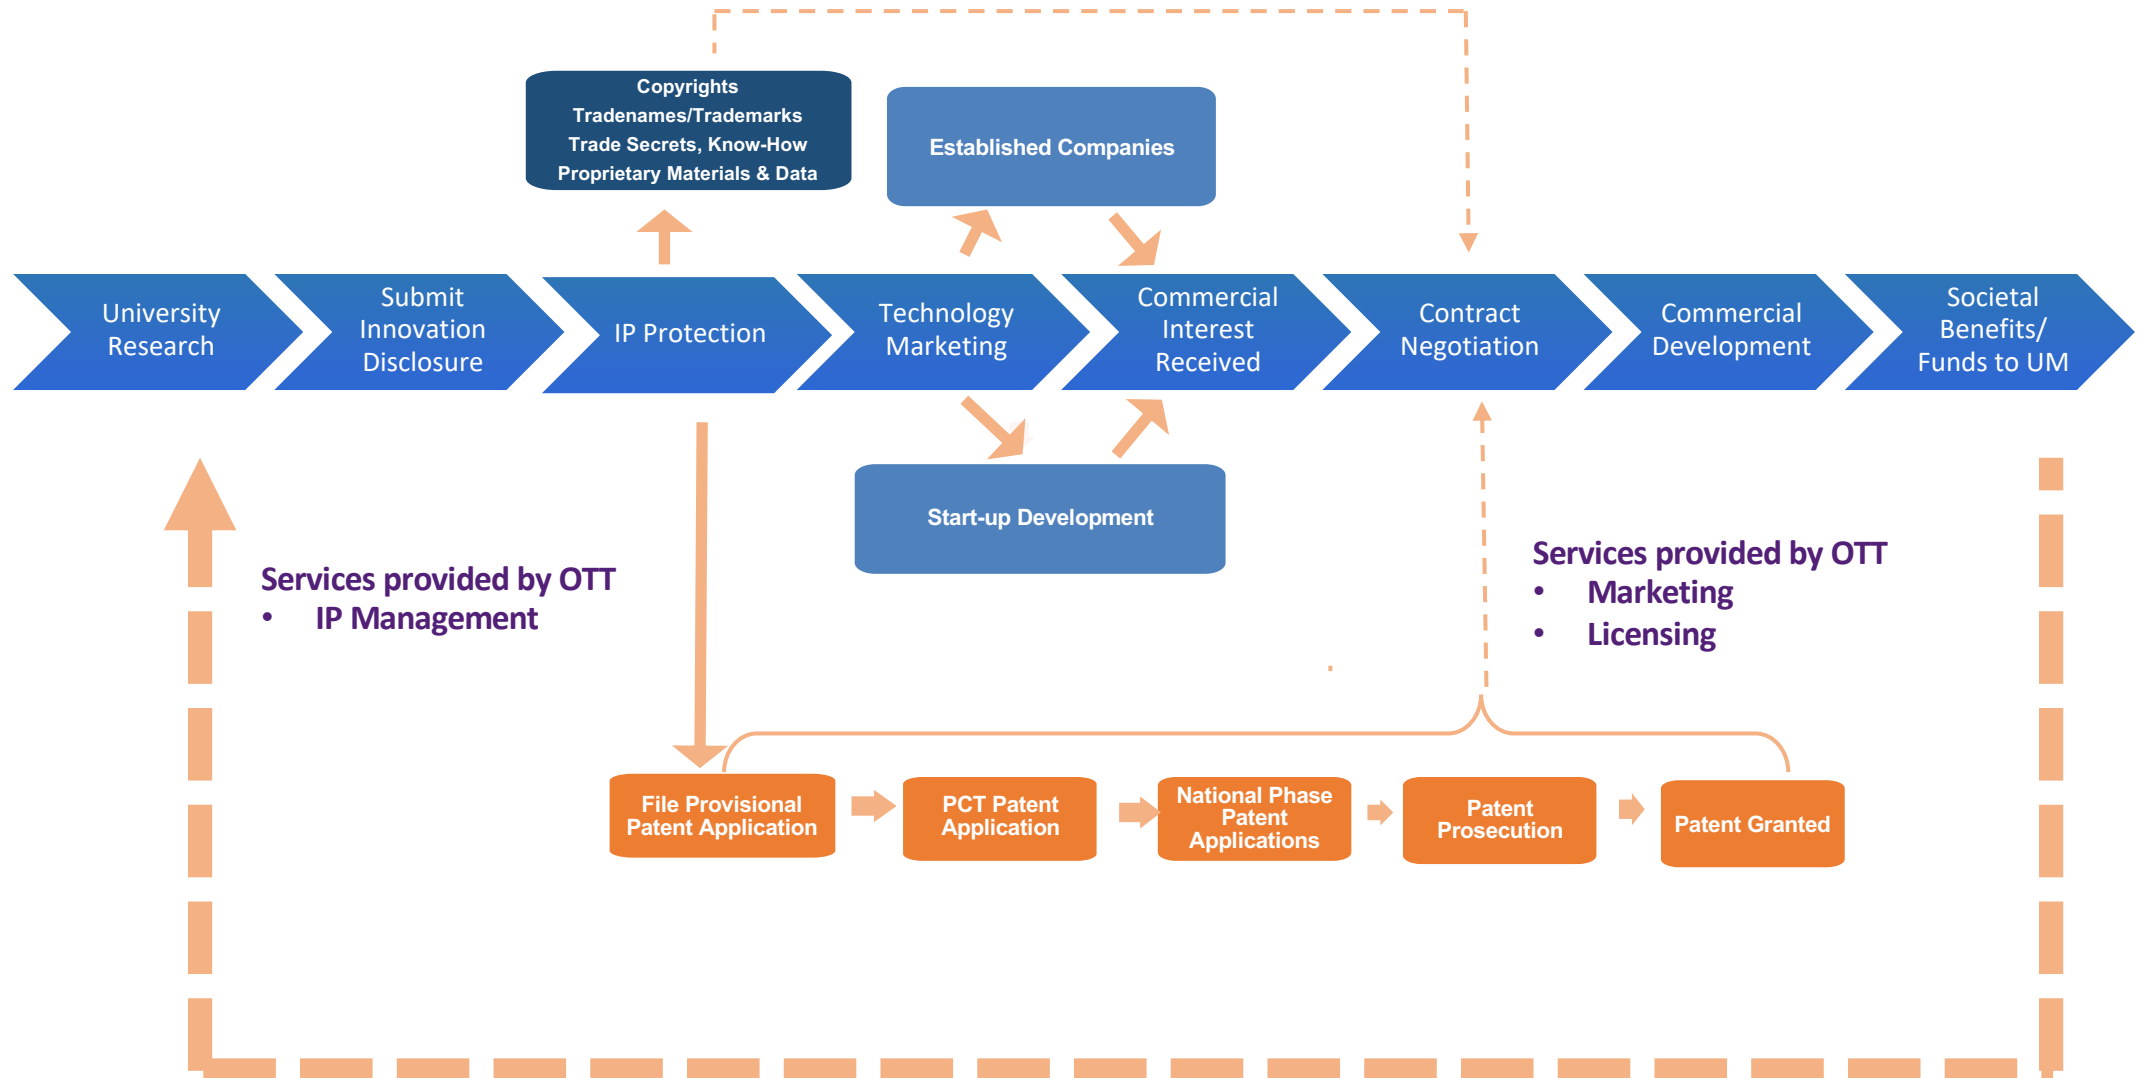 Copyrights
Tradenames/Trademarks
Trade Secrets, Know-How
Proprietary Materials & Data
Established Companies
University
Research
Submit
Innovation
Disclosure
IP Protection
Technology
Marketing
Commercial
Interest
Received
Contract
Negotiation
Commercial
Development
Societal
Benefits/
Funds to UM
Start-up Development
Services provided by OTT
• IP Management
Services provided by OTT
• Marketing
• Licensing
File Provisional
Patent Application
PCT Patent
Application
National Phase
Patent
Applications
Patent
Prosecution
Patent Granted